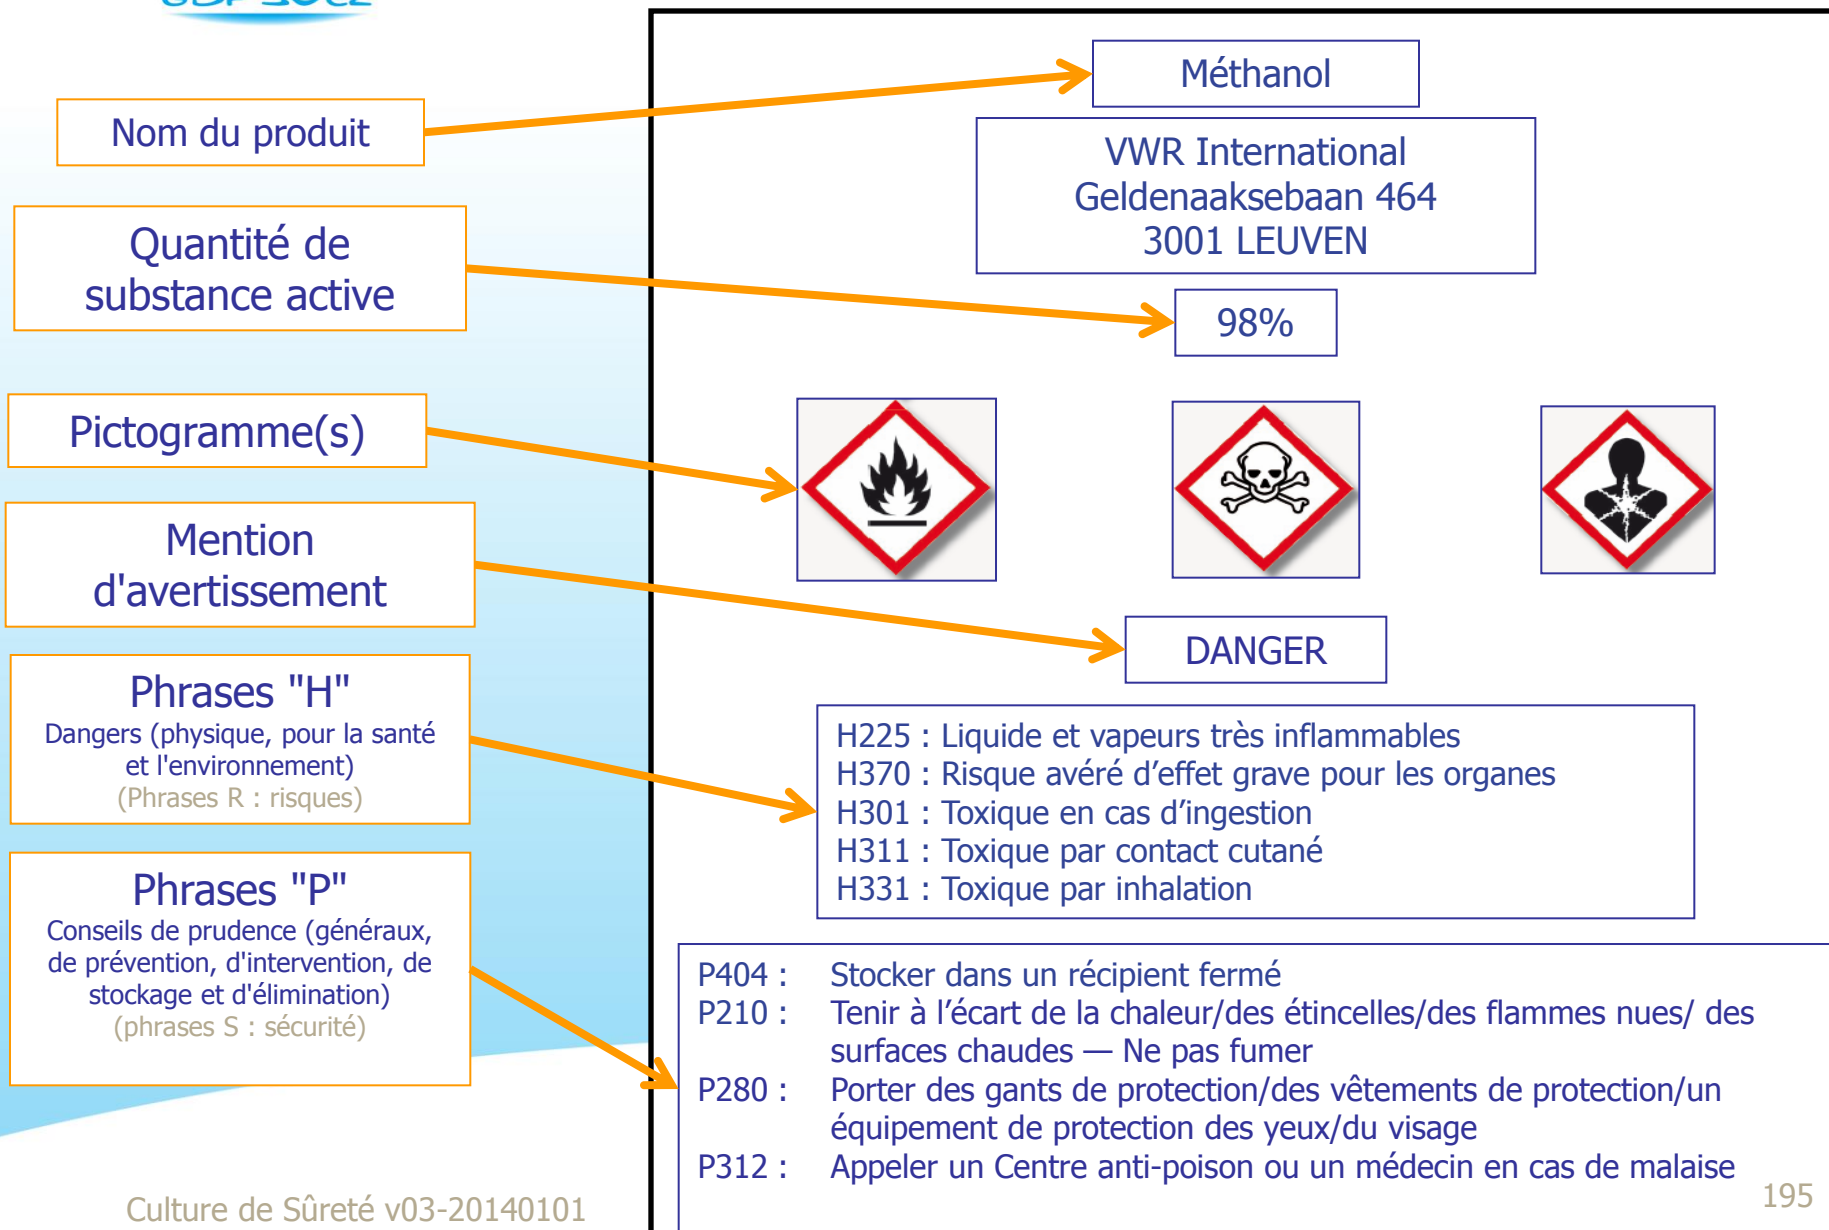 Nom du produit
Quantité de
substance active
Pictogramme(s)
Mention
d'avertissement
Phrases "H"
Dangers (physique, pour la santé
et l'environnement)
(Phrases R : risques)
Phrases "P"
Conseils de prudence (généraux,
de prévention, d'intervention, de
stockage et d'élimination)
(phrases S : sécurité)
Méthanol
VWR International
Geldenaaksebaan 464
3001 LEUVEN
98%
DANGER
H225 : Liquide et vapeurs très inflammables
H370 : Risque avéré d’effet grave pour les organes
H301 : Toxique en cas d’ingestion
H311 : Toxique par contact cutané
H331 : Toxique par inhalation
P404 : Stocker dans un récipient fermé
P210 : Tenir à l’écart de la chaleur/des étincelles/des flammes nues/ des
surfaces chaudes — Ne pas fumer
P280 : Porter des gants de protection/des vêtements de protection/un
équipement de protection des yeux/du visage
P312 : Appeler un Centre anti-poison ou un médecin en cas de malaise
Culture de Sûreté v03-20140101
195